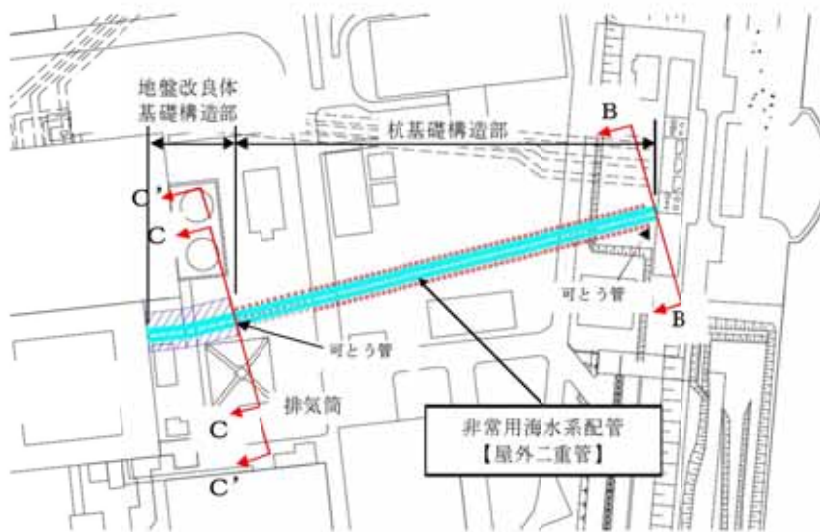 地盤改良体
基礎構造部
杭基礎構造部
B
C'
C
可とう管
B
可とう管
排気筒
C
C'
非常用海水系配管
【屋外二重管】